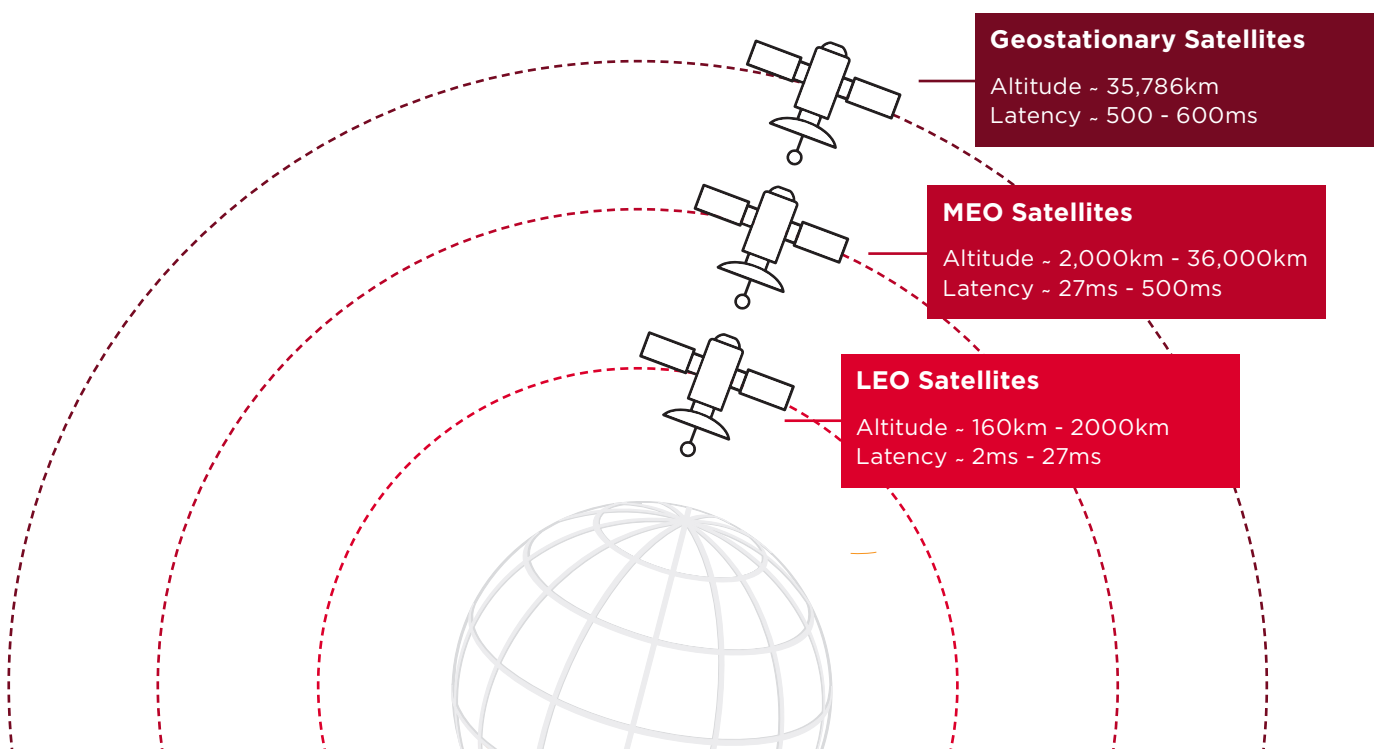 Geostationary Satellites
Altitude ~ 35,786km
Latency ~ 500 - 600ms
MEO Satellites
Altitude ~ 2,000km - 36,000km
Latency ~ 27ms - 500ms
LEO Satellites
Altitude ~ 160km - 2000km
Latency ~ 2ms - 27ms